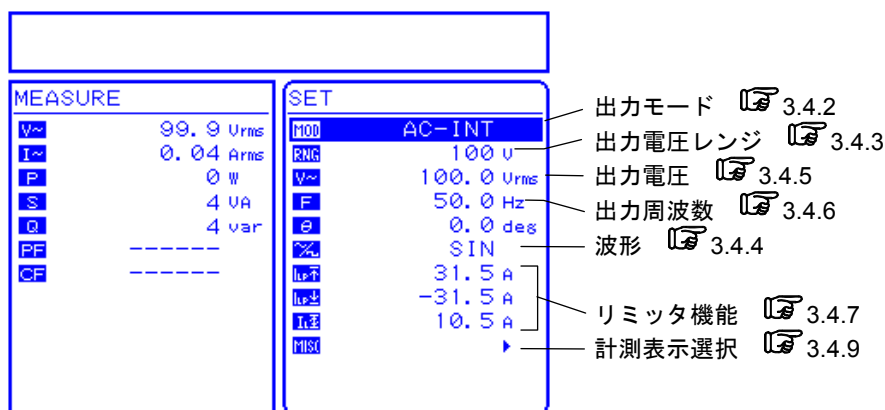 MEASURE
V~ 99.9 Vrms
I~ 0.04 Arms
P 0 W
S 4 VA
Q 4 var
PF ------
CF ------
SET
MOD AC-INT
RNG 100 V
V~ 100.0 Vrms
F 50.0 Hz
θ 0.0 deg
SIN
31.5 A
-31.5 A
10.5 A
MISC
出力モード 3.4.2
出力電圧レンジ 3.4.3
出力電圧 3.4.5
出力周波数 3.4.6
波形 3.4.4
リミッタ機能 3.4.7
計測表示選択 3.4.9